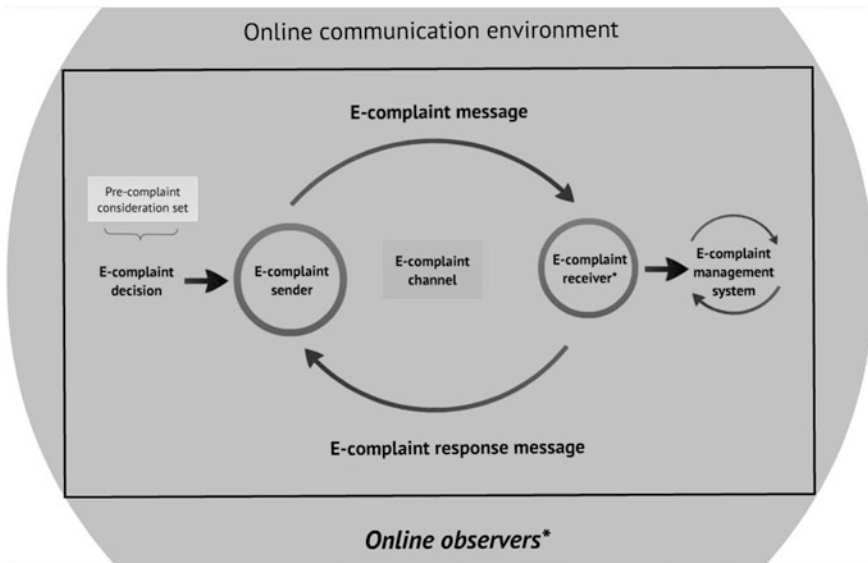 Online communication environment
E-complaint message
Pre-complaint
consideration set
E-complaint
decision
E-complaint
sender
E-complaint
channel
E-complaint
receiver*
E-complaint
management
system
E-complaint response message
Online observers*